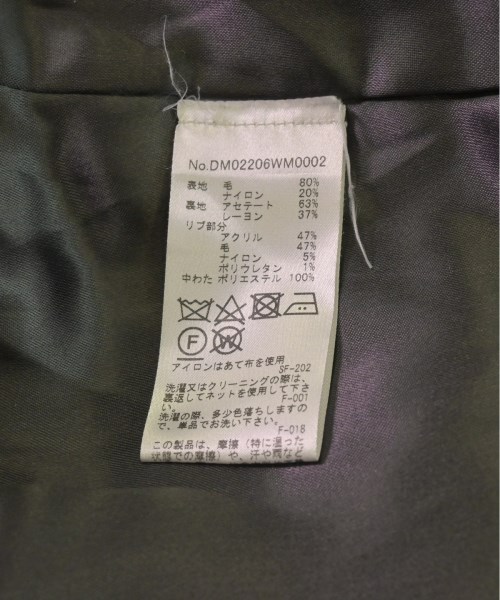 No.DM02206WM0002
表地 毛 80%
ナイロン 20%
裏地 アセテート 63%
レーヨン 37%
リブ部分
アクリル 47%
毛 47%
ナイロン 5%
ポリウレタン 1%
中わた ポリエステル 100%
F W
アイロンはあて布を使用
SF-202
洗濯又はクリーニングの際は、
裏返してネットを使用して下さ
い。 F-001
洗濯の際、多少色落ちしますの
で、単品でお洗い下さい。
F-018
この製品は、摩擦（特に湿った
状態での摩擦）や、汗や雨など